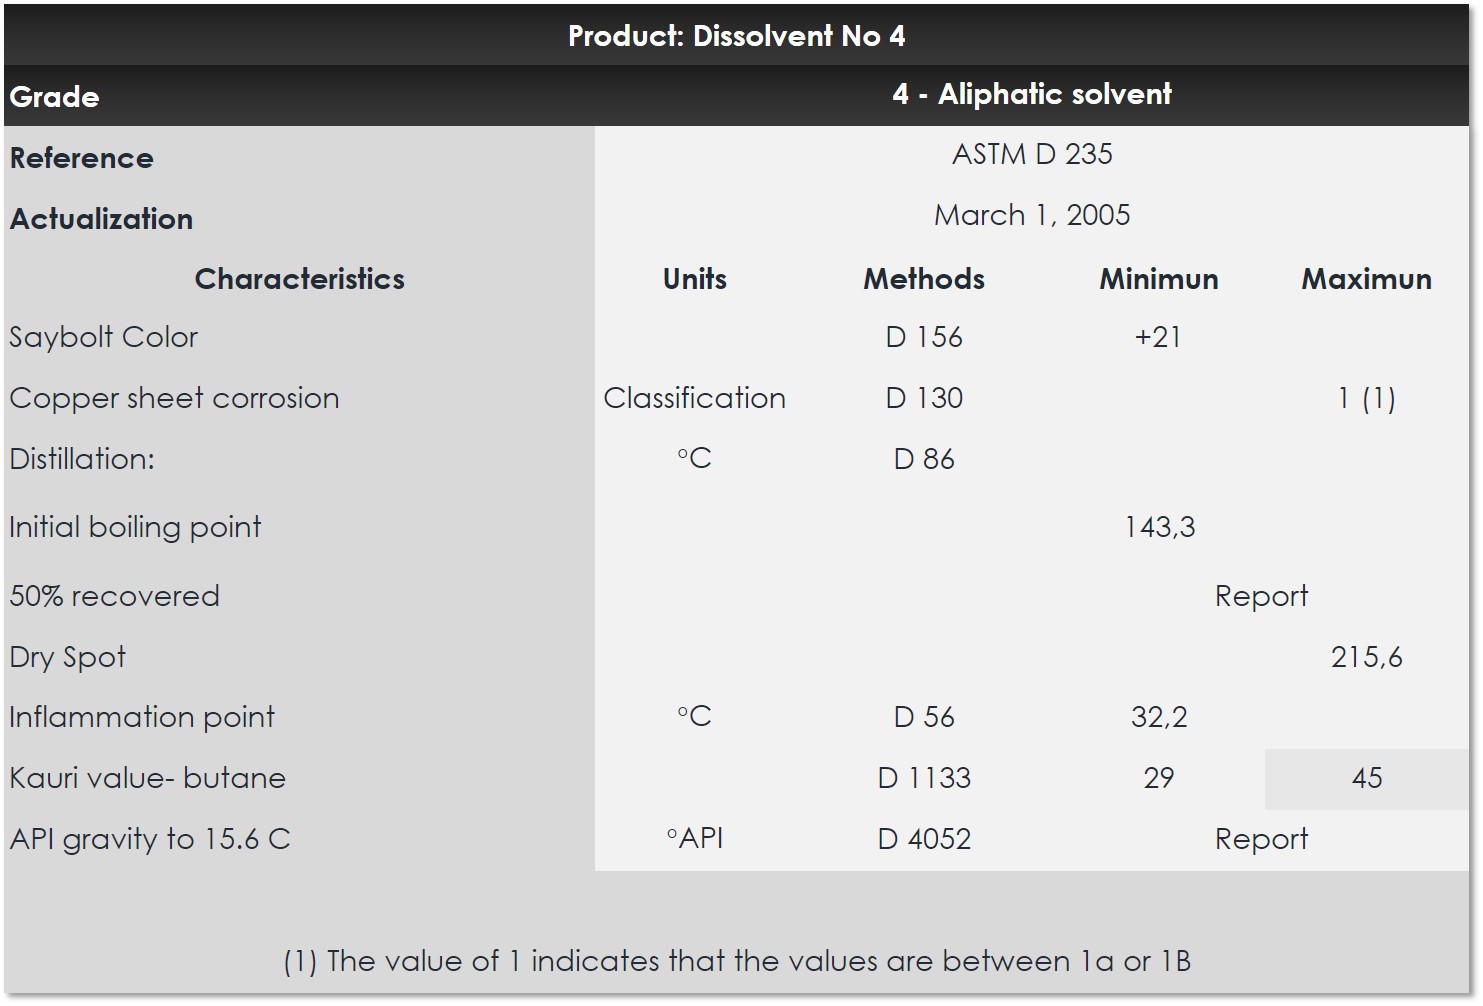 Product: Dissolvent No 4
Grade 4 - Aliphatic solvent
Reference ASTM D 235
Actualization March 1, 2005
Characteristics Units Methods Minimun Maximun
Saybolt Color D 156 +21
Copper sheet corrosion Classification D 130 1 (1)
Distillation: °C D 86
Initial boiling point 143,3
50% recovered Report
Dry Spot 215,6
Inflammation point °C D 56 32,2
Kauri value- butane D 1133 29 45
API gravity to 15.6 C °API D 4052 Report
(1) The value of 1 indicates that the values are between 1a or 1B